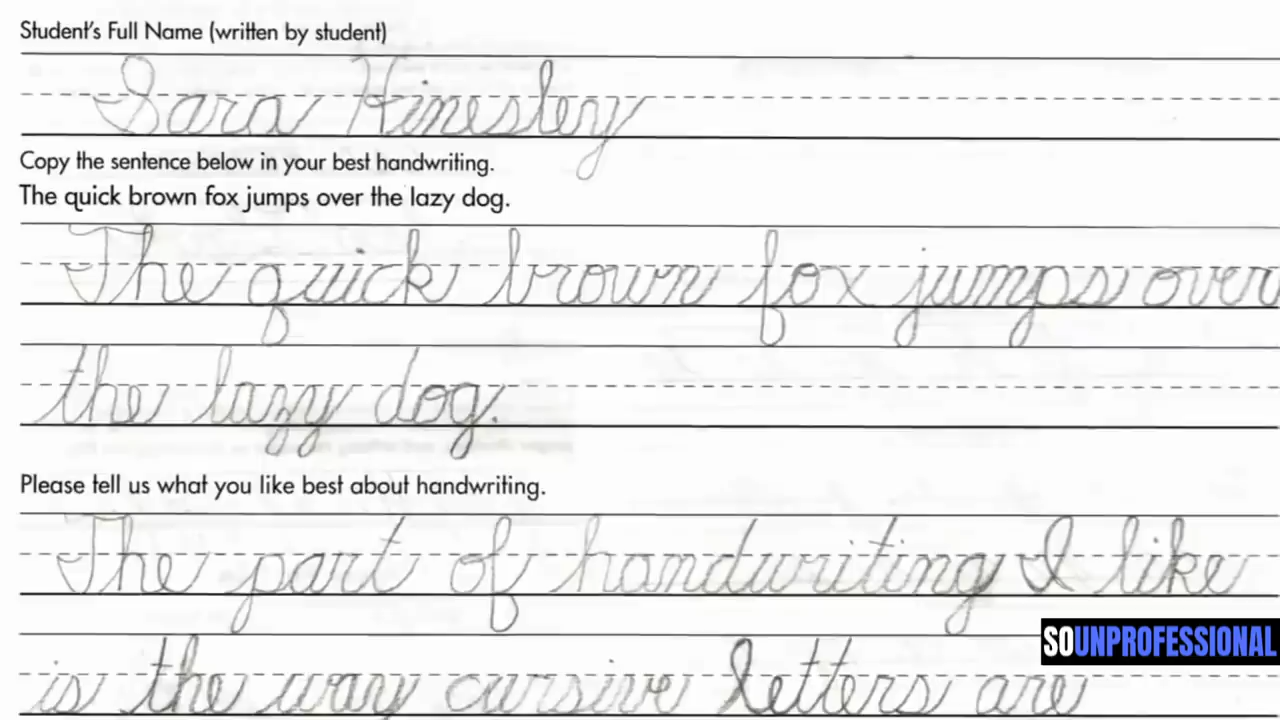 Student's Full Name (written by student)
Sara Hinesley
Copy the sentence below in your best handwriting.
The quick brown fox jumps over the lazy dog.
The quick brown fox jumps over
the lazy dog.
Please tell us what you like best about handwriting.
The part of handwriting I like
is the way cursive letters are
SOUNPROFESSIONAL